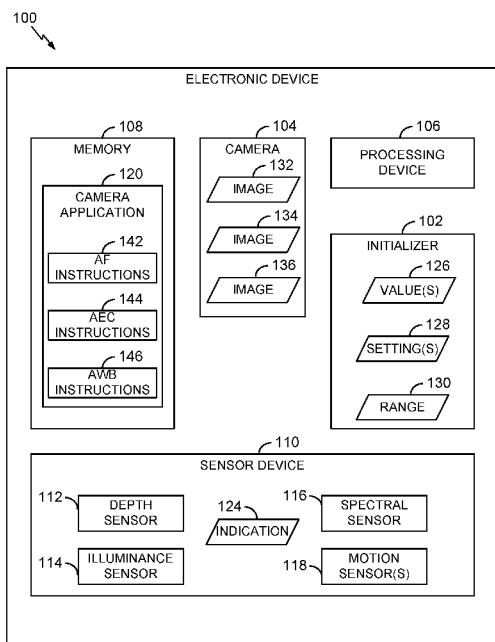 100
ELECTRONIC DEVICE
108
MEMORY
120
CAMERA
APPLICATION
142
AF
INSTRUCTIONS
144
AEC
INSTRUCTIONS
146
AWB
INSTRUCTIONS
104
CAMERA
132
IMAGE
134
IMAGE
136
IMAGE
106
PROCESSING
DEVICE
102
INITIALIZER
126
VALUE(S)
128
SETTING(S)
130
RANGE
110
SENSOR DEVICE
112
DEPTH
SENSOR
124
INDICATION
116
SPECTRAL
SENSOR
114
ILLUMINANCE
SENSOR
118
MOTION
SENSOR(S)